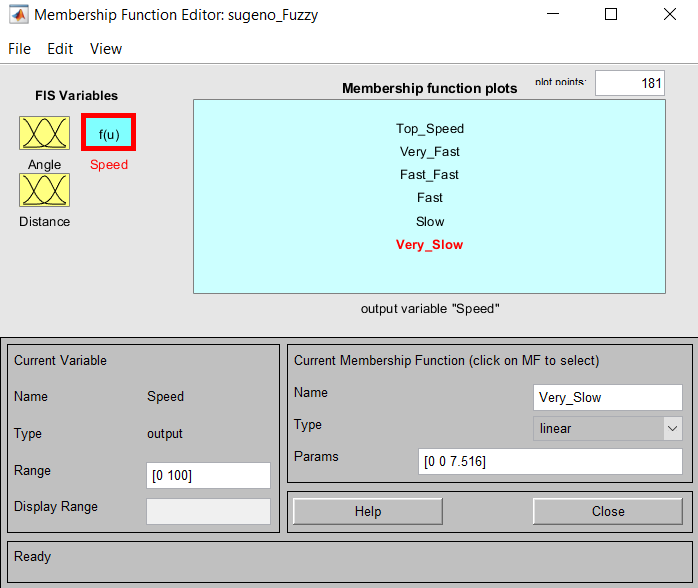 Membership Function Editor: sugeno_Fuzzy
File Edit View
FIS Variables
Membership function plots
plot points:
181
f(u)
Angle
Speed
Distance
Top_Speed
Very_Fast
Fast_Fast
Fast
Slow
Very_Slow
output variable "Speed"
Current Variable
Name Speed
Type output
Range [0 100]
Display Range
Current Membership Function (click on MF to select)
Name Very_Slow
Type linear
Params [0 0 7.516]
Help Close
Ready